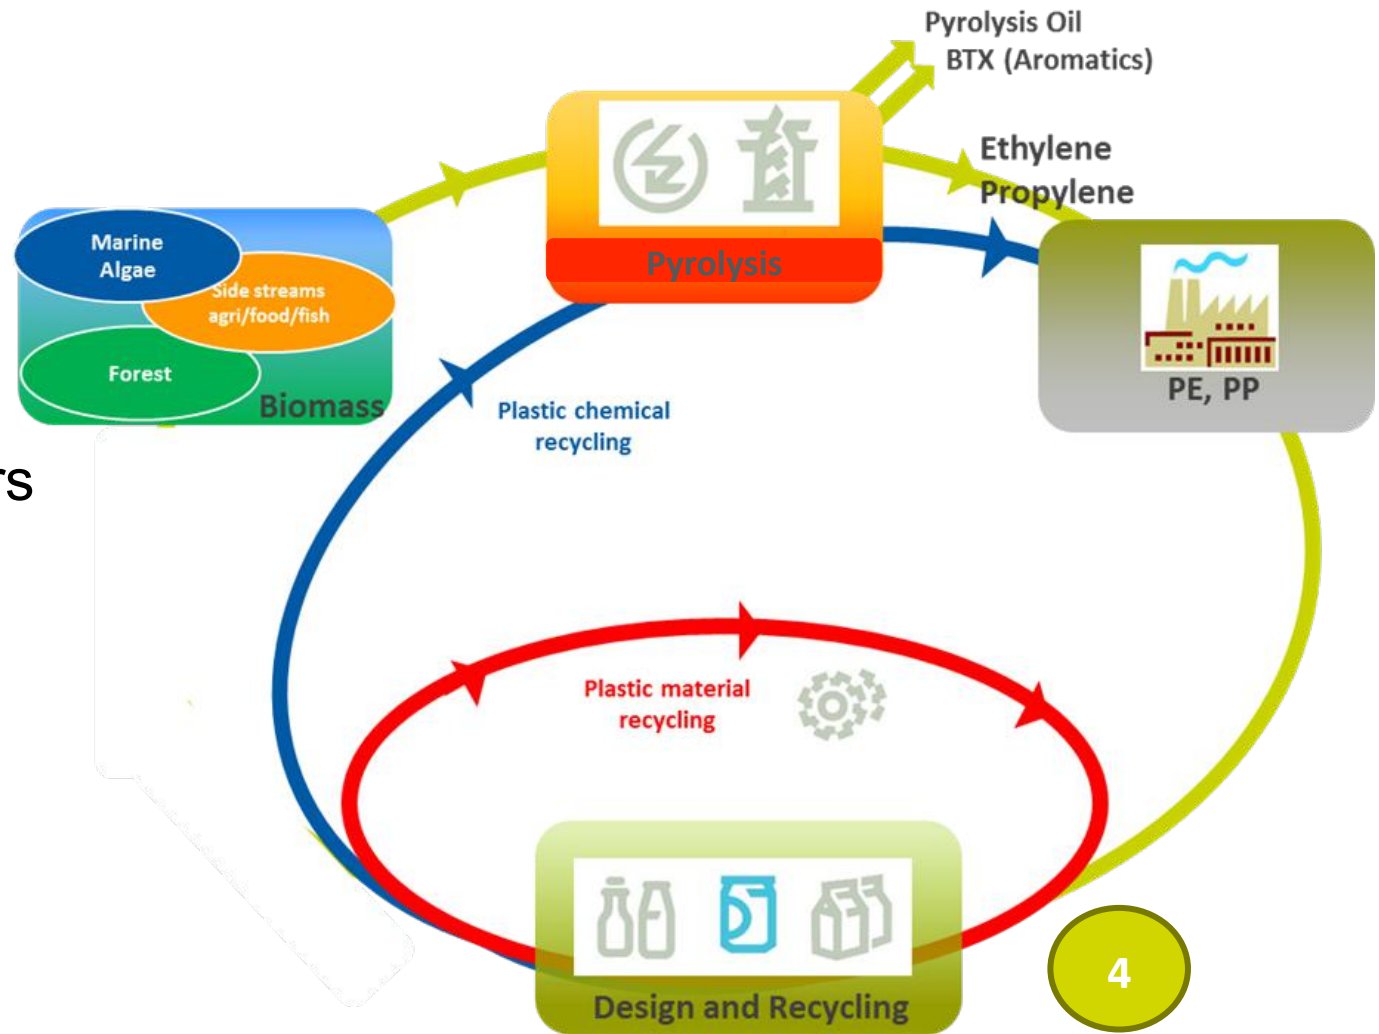 Pyrolysis Oil
BTX (Aromatics)
Ethylene
Propylene
Marine
Algae
Side streams
agri/food/fish
Forest
Biomass
Pyrolysis
PE, PP
Plastic chemical
recycling
rs
Plastic material
recycling
Design and Recycling
4